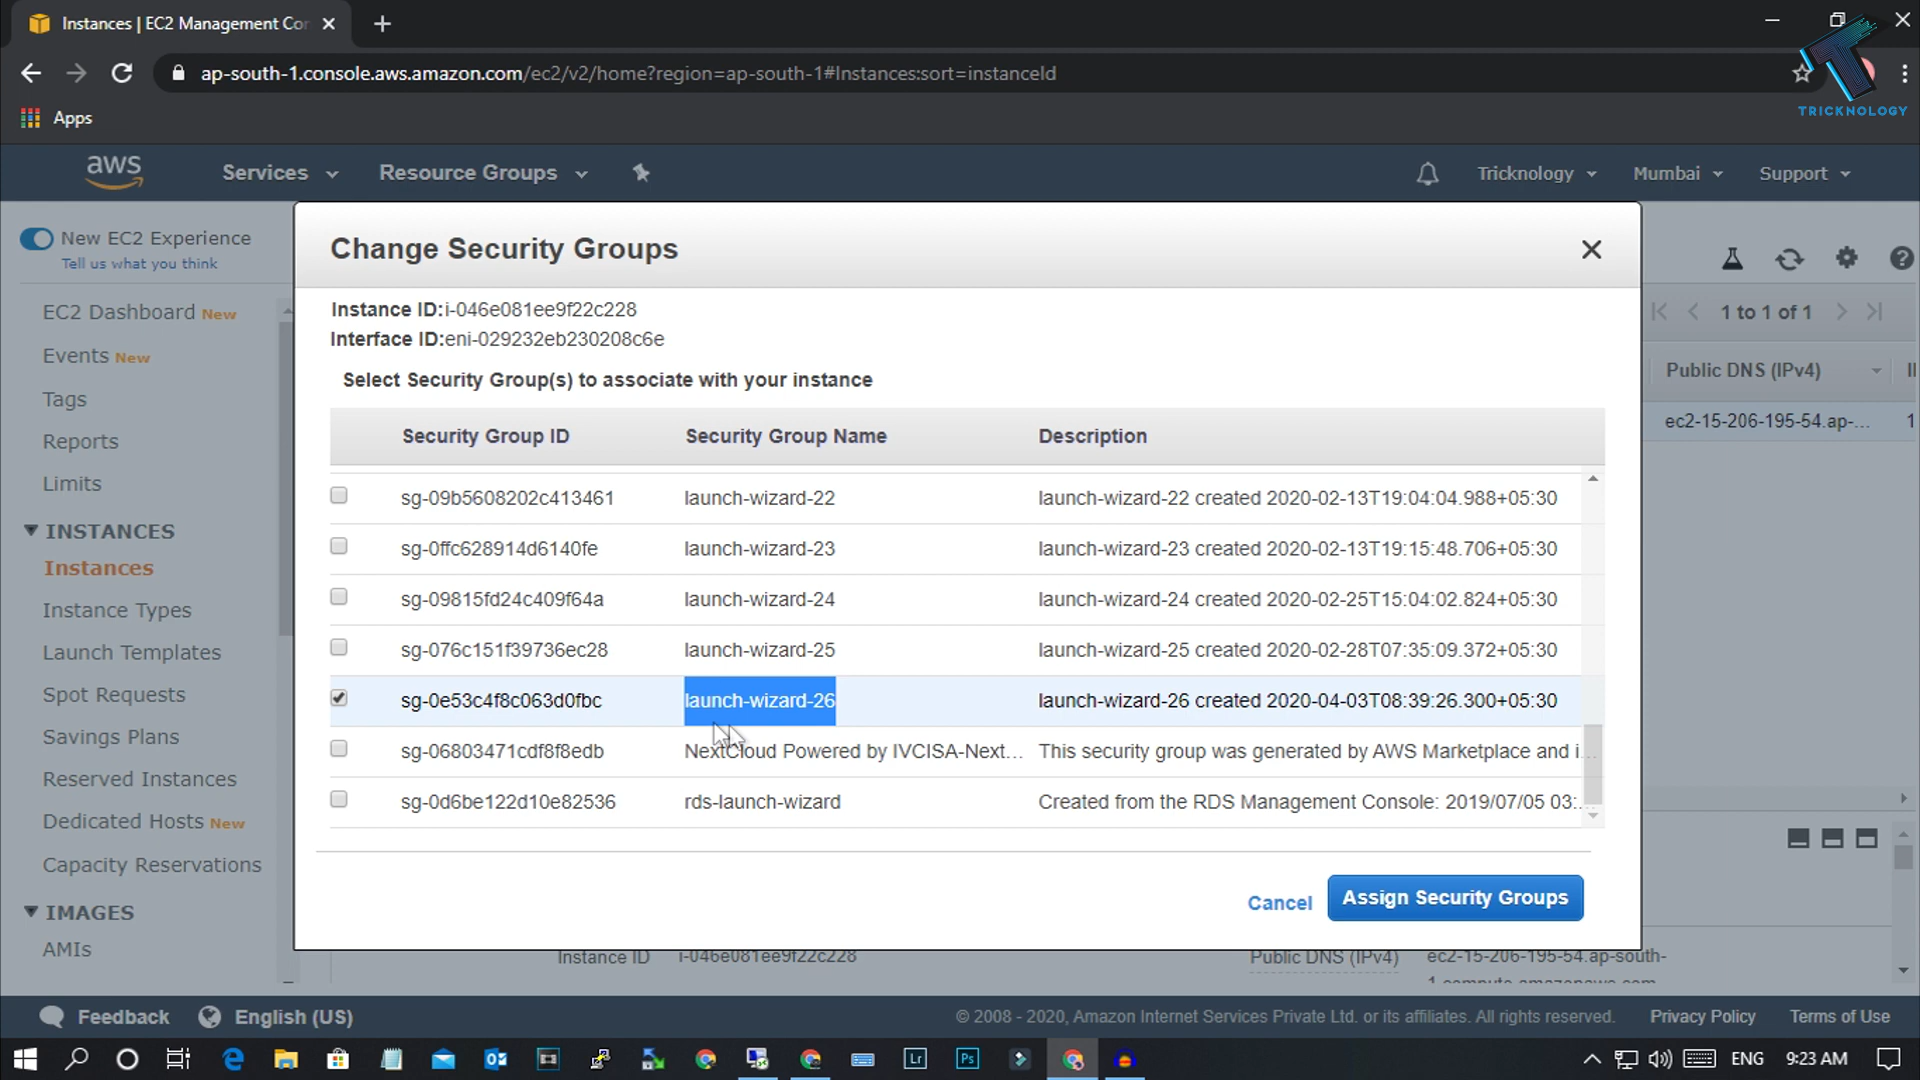 Instances | EC2 Management Co
ap-south-1.console.aws.amazon.com/ec2/v2/home?region=ap-south-1#Instances:sort=instanceId
TRICKNOLOGY
Apps
aws
Services
Resource Groups
Tricknology
Mumbai
Support
New EC2 Experience
Tell us what you think
EC2 Dashboard New
Events New
Tags
Reports
Limits
INSTANCES
Instances
Instance Types
Launch Templates
Spot Requests
Savings Plans
Reserved Instances
Dedicated Hosts New
Capacity Reservations
IMAGES
AMIs
Change Security Groups
Instance ID:i-046e081ee9f22c228
Interface ID:eni-029232eb230208c6e
Select Security Group(s) to associate with your instance
Security Group ID Security Group Name Description
sg-09b5608202c413461 launch-wizard-22 launch-wizard-22 created 2020-02-13T19:04:04.988+05:30
sg-0ffc628914d6140fe launch-wizard-23 launch-wizard-23 created 2020-02-13T19:15:48.706+05:30
sg-09815fd24c409f64a launch-wizard-24 launch-wizard-24 created 2020-02-25T15:04:02.824+05:30
sg-076c151f39736ec28 launch-wizard-25 launch-wizard-25 created 2020-02-28T07:35:09.372+05:30
sg-0e53c4f8c063d0fbc launch-wizard-26 launch-wizard-26 created 2020-04-03T08:39:26.300+05:30
sg-06803471cdf8f8edb NextCloud Powered by IVCISA-Next... This security group was generated by AWS Marketplace and i...
sg-0d6be122d10e82536 rds-launch-wizard Created from the RDS Management Console: 2019/07/05 03:...
Cancel
Assign Security Groups
1 to 1 of 1
Public DNS (IPv4)
ec2-15-206-195-54.ap-...
Instance ID i-046e081ee9f22c228
Public DNS (IPv4) ec2-15-206-195-54.ap-south-
1.compute.amazonaws.com
Feedback
English (US)
© 2008 - 2020, Amazon Internet Services Private Ltd. or its affiliates. All rights reserved.
Privacy Policy
Terms of Use
Lr
Ps
ENG
9:23 AM